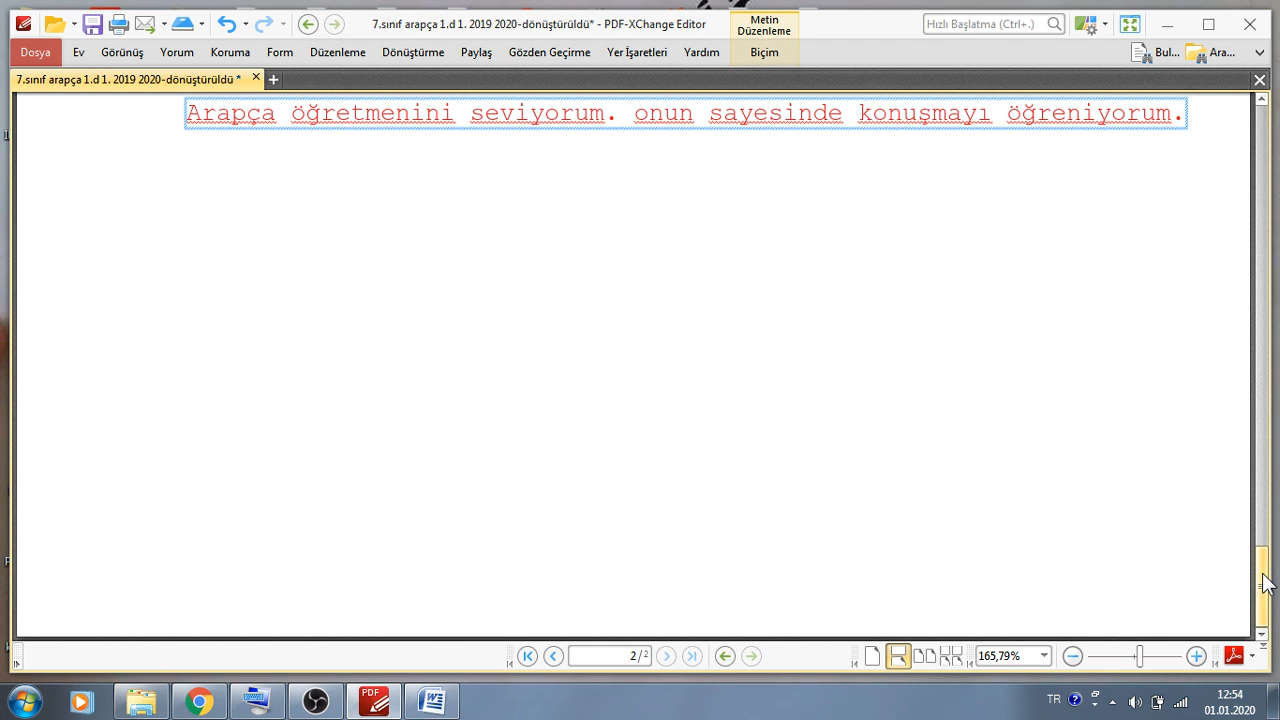 7.sınıf arapça 1.d 1. 2019 2020-dönüştürüldü* - PDF-XChange Editor
Metin Düzenleme
Hızlı Başlatma (Ctrl+.)
Dosya Ev Görünüş Yorum Koruma Form Düzenleme Dönüştürme Paylaş Gözden Geçirme Yer İşaretleri Yardım Biçim Bul... Ara...
7.sınıf arapça 1.d 1. 2019 2020-dönüştürüldü *
Arapça öğretmenini seviyorum. onun sayesinde konuşmayı öğreniyorum.
2/2
165,79%
PDF
TR
12:54
01.01.2020